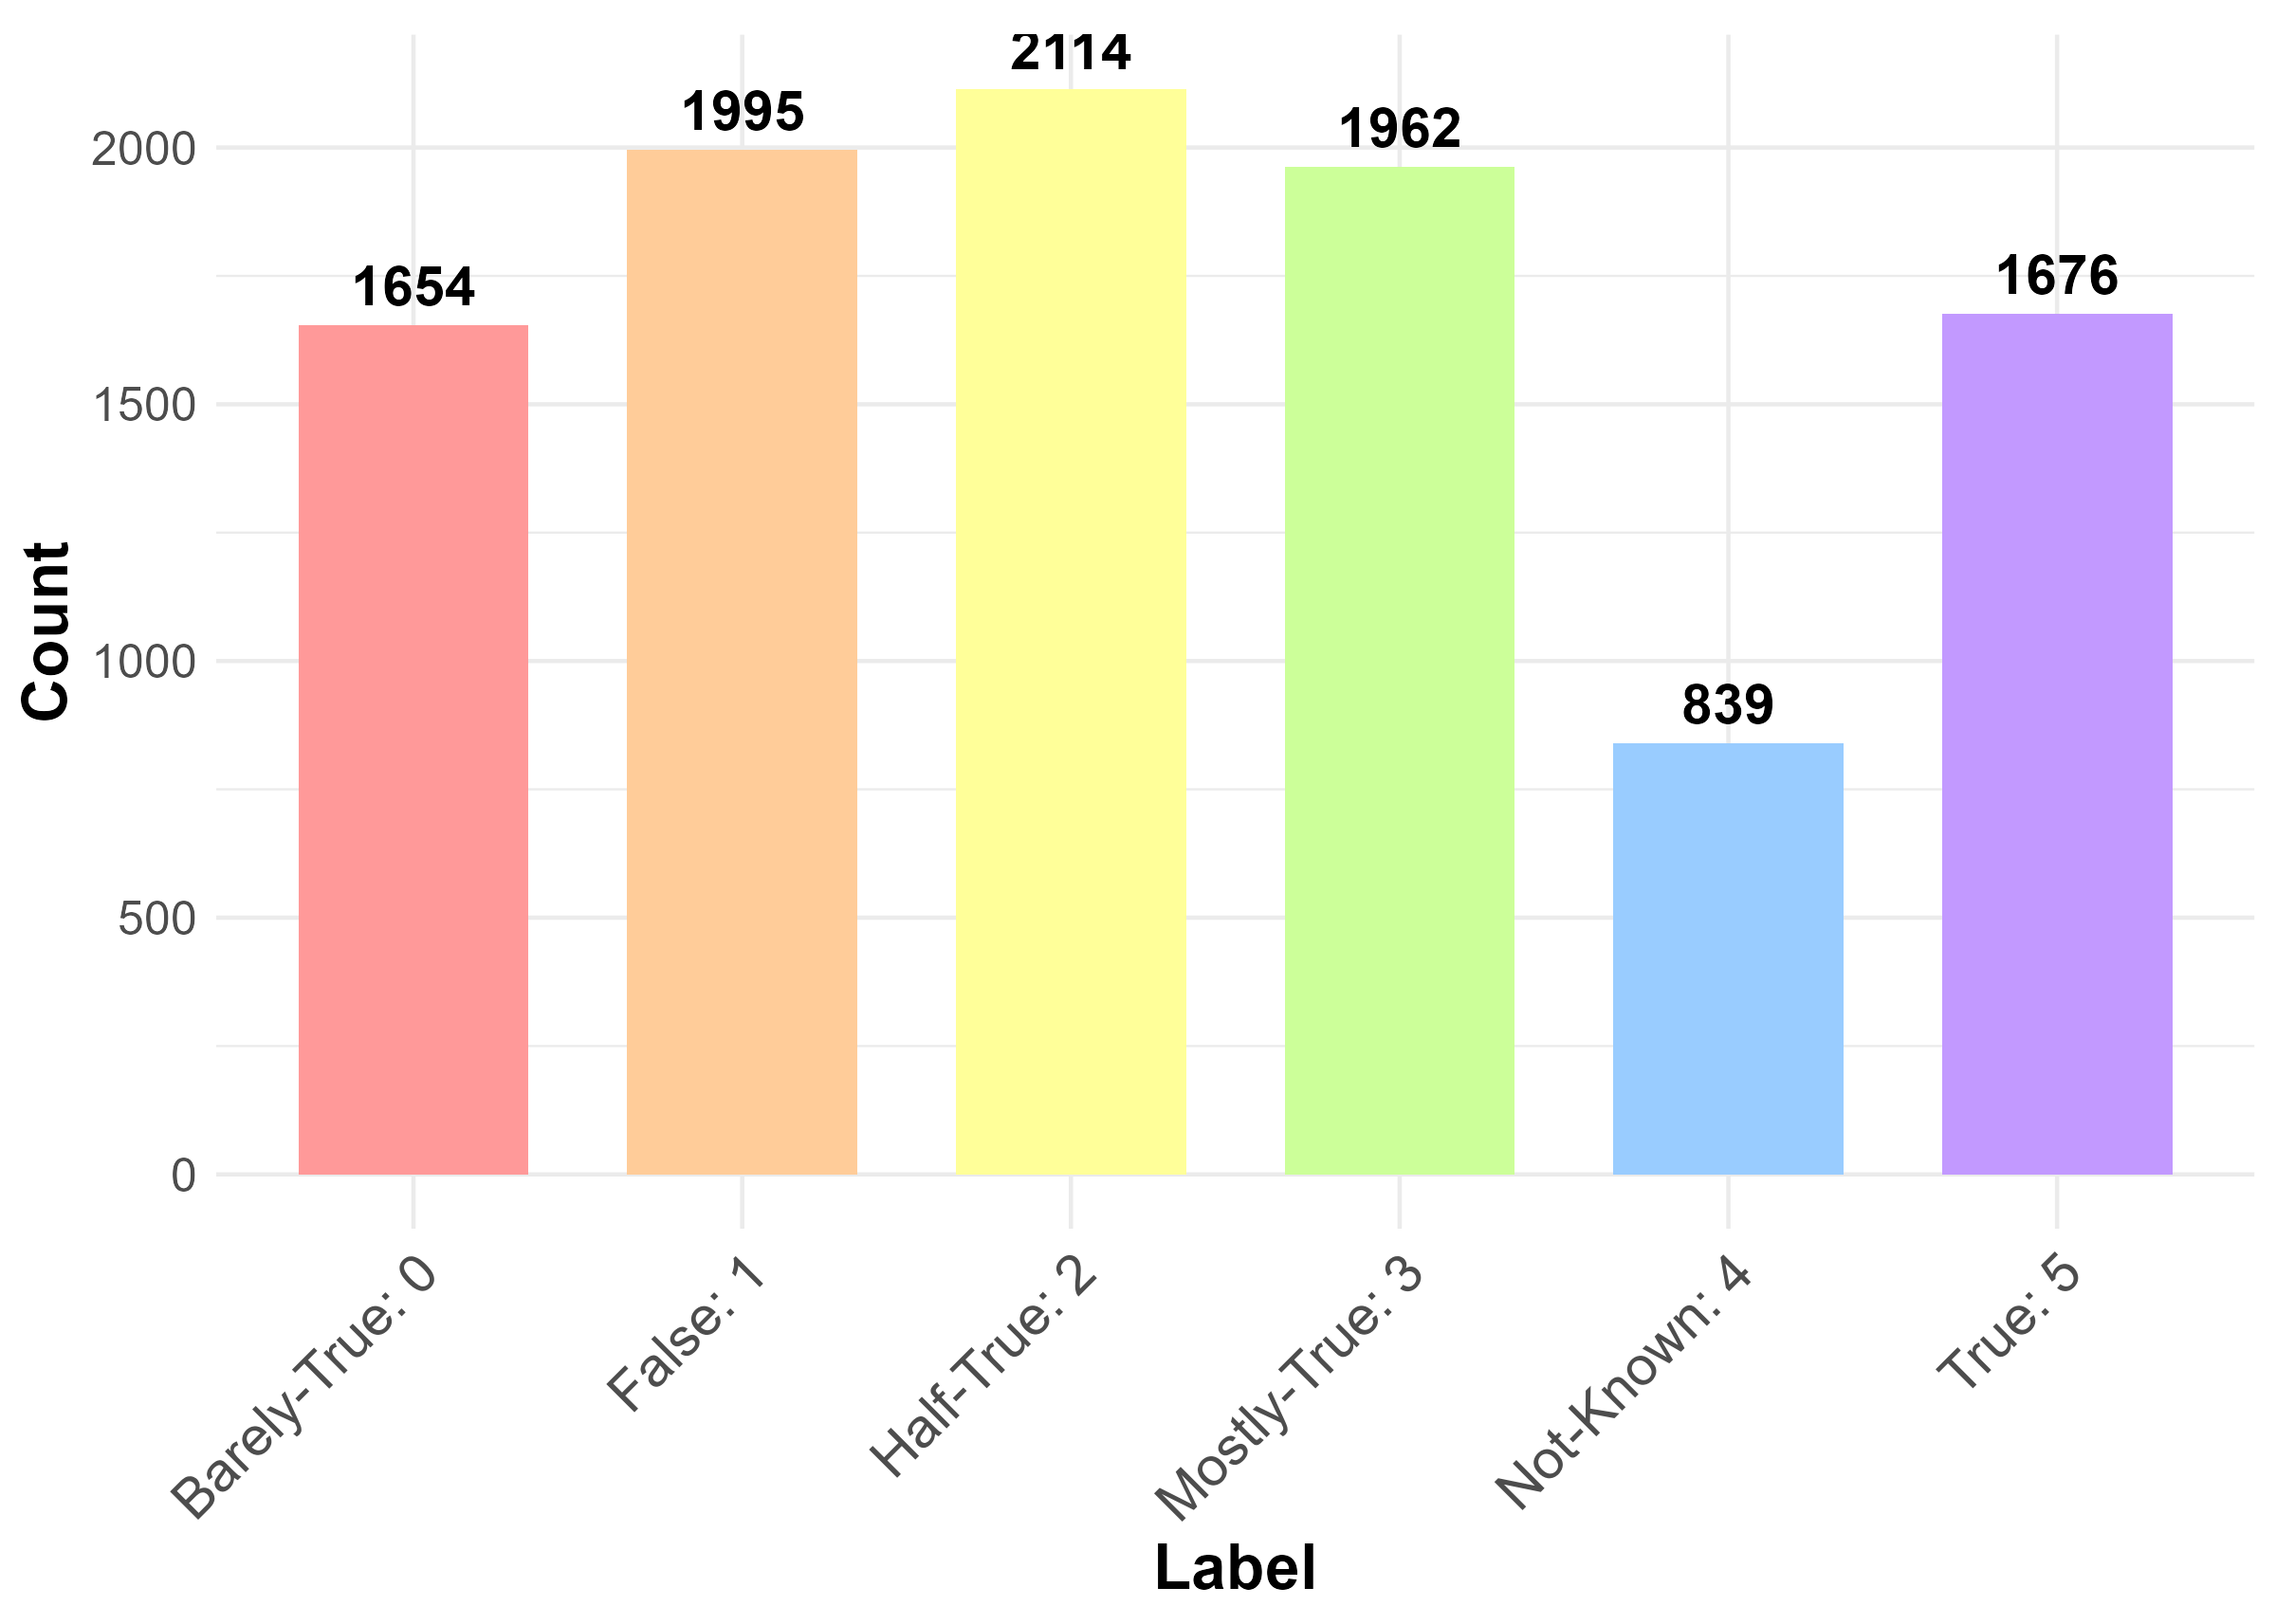 2114
1995
1962
1654
1676
839
2000
1500
1000
500
0
Count
Barely-True: 0
False: 1
Half-True: 2
Mostly-True: 3
Not-Known: 4
True: 5
Label